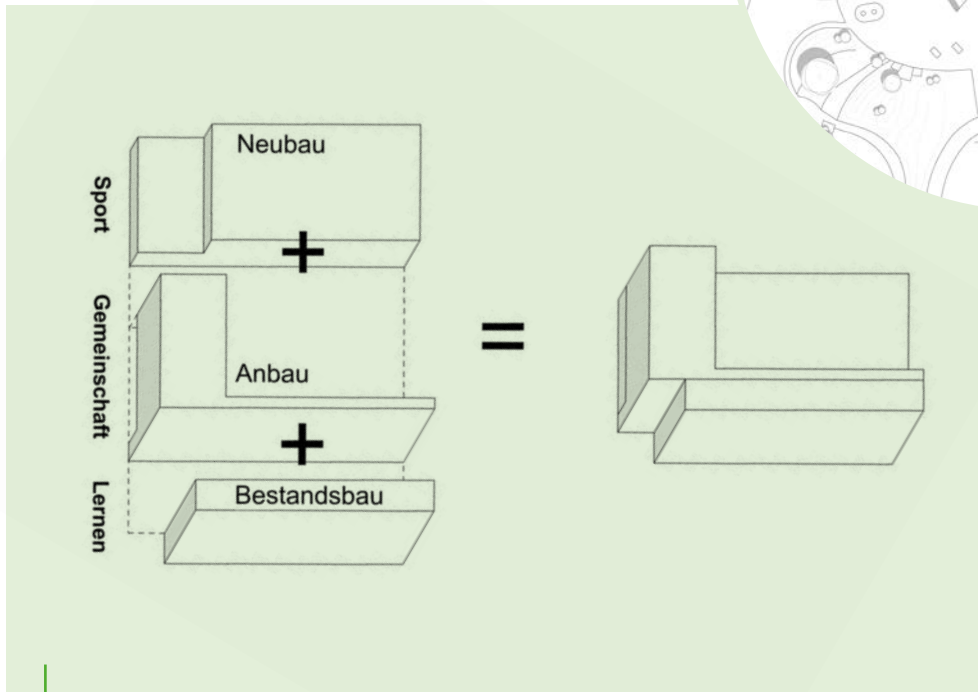 Neubau
Sport
+
Gemeinschaft
Anbau
=
+
Lernen
Bestandsbau